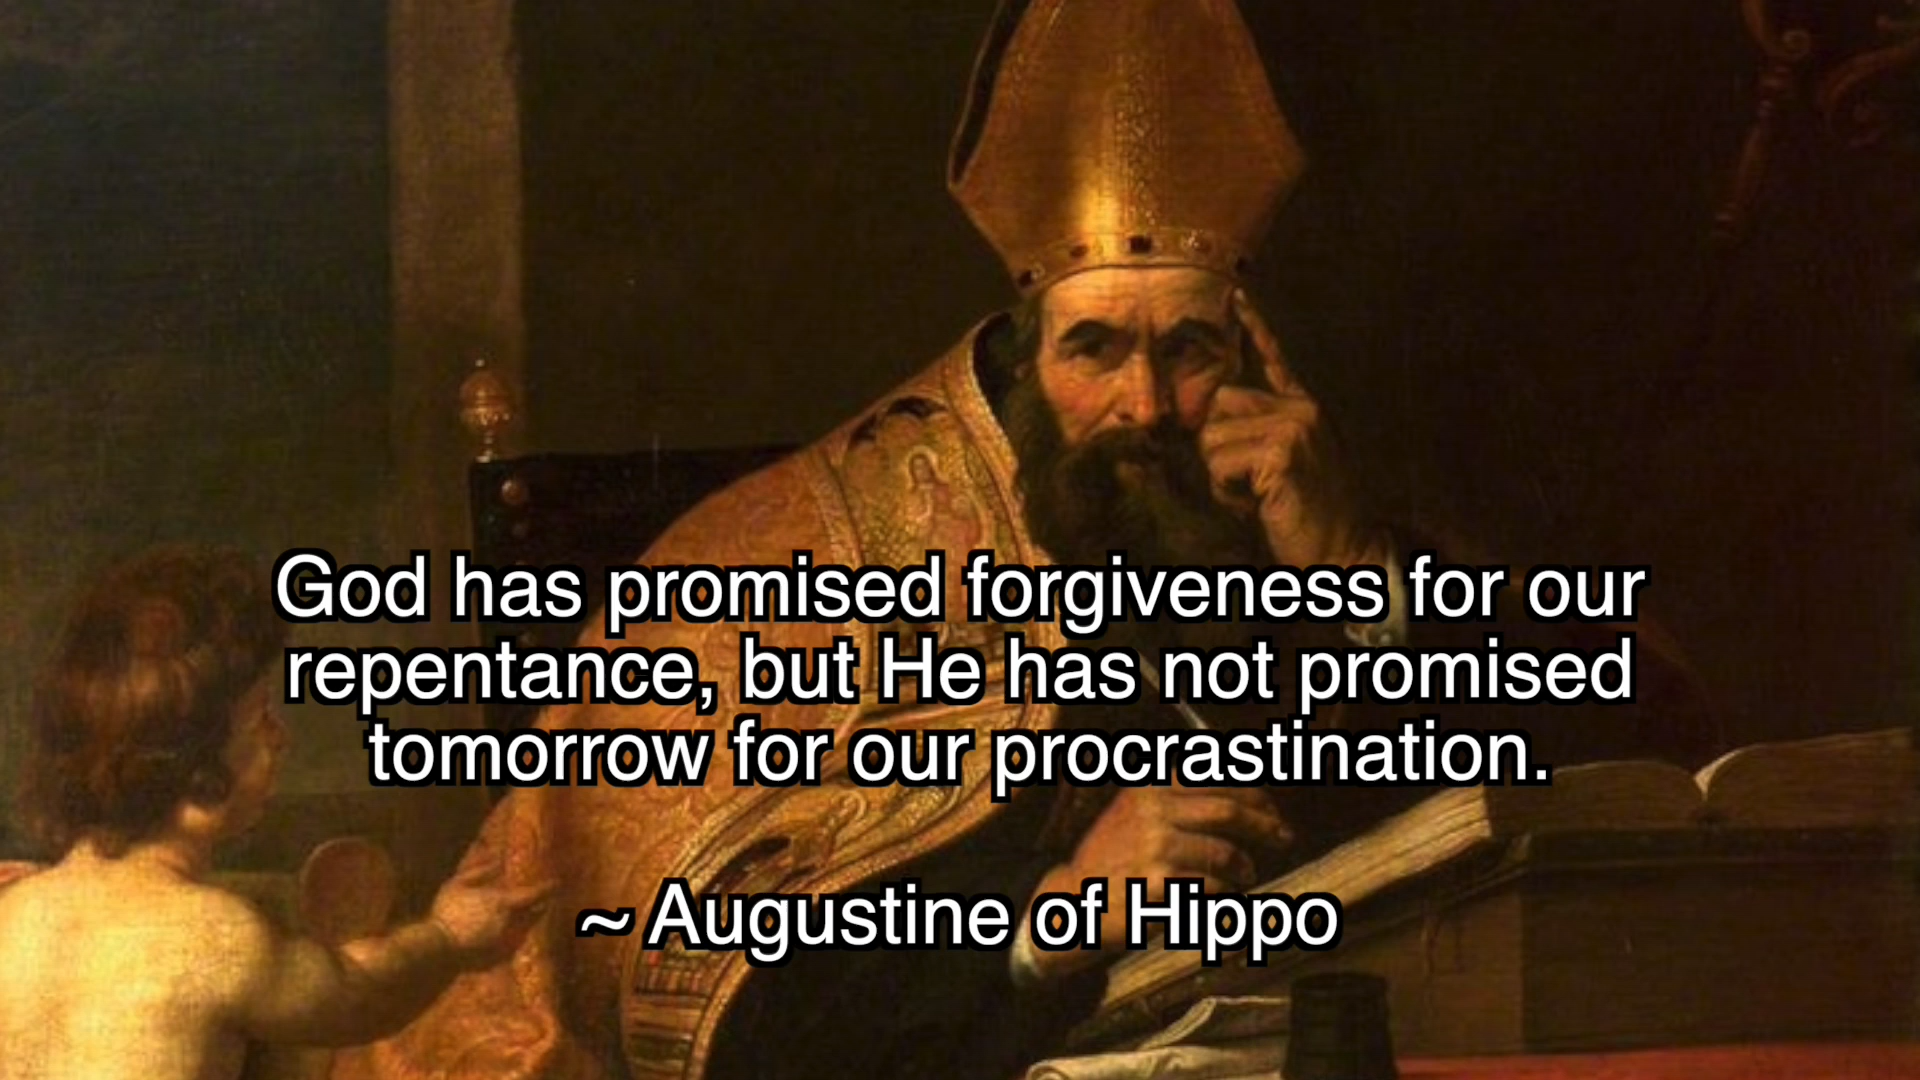 God has promised forgiveness for our
repentance, but He has not promised
tomorrow for our procrastination.
~ Augustine of Hippo